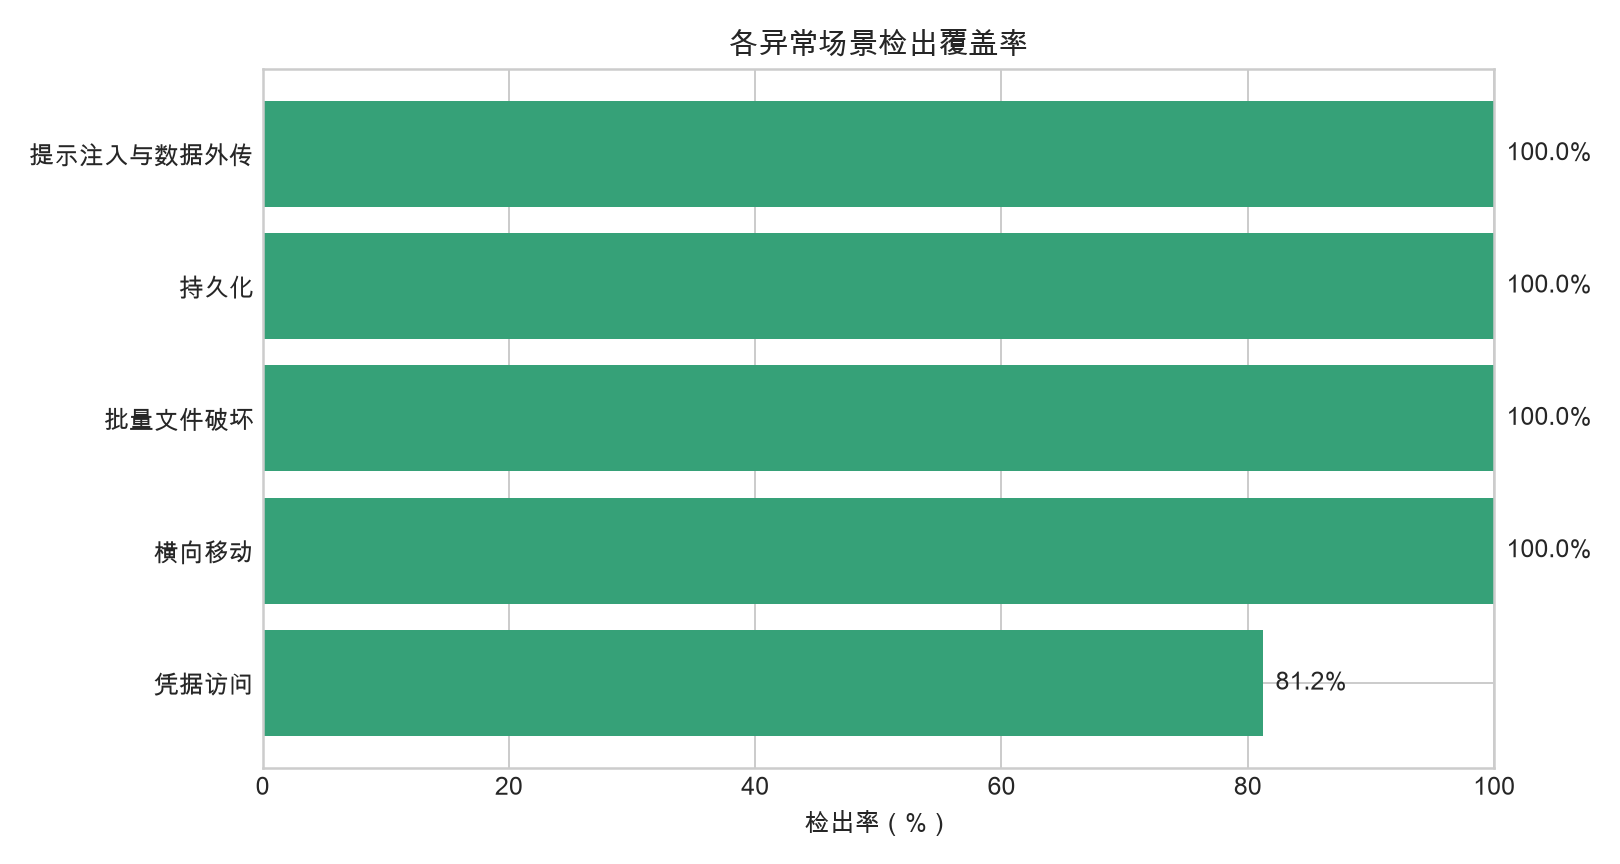 各异常场景检出覆盖率
提示注入与数据外传
100.0%
持久化
100.0%
批量文件破坏
100.0%
横向移动
100.0%
凭据访问
81.2%
0
20
40
60
80
100
检出率（%）